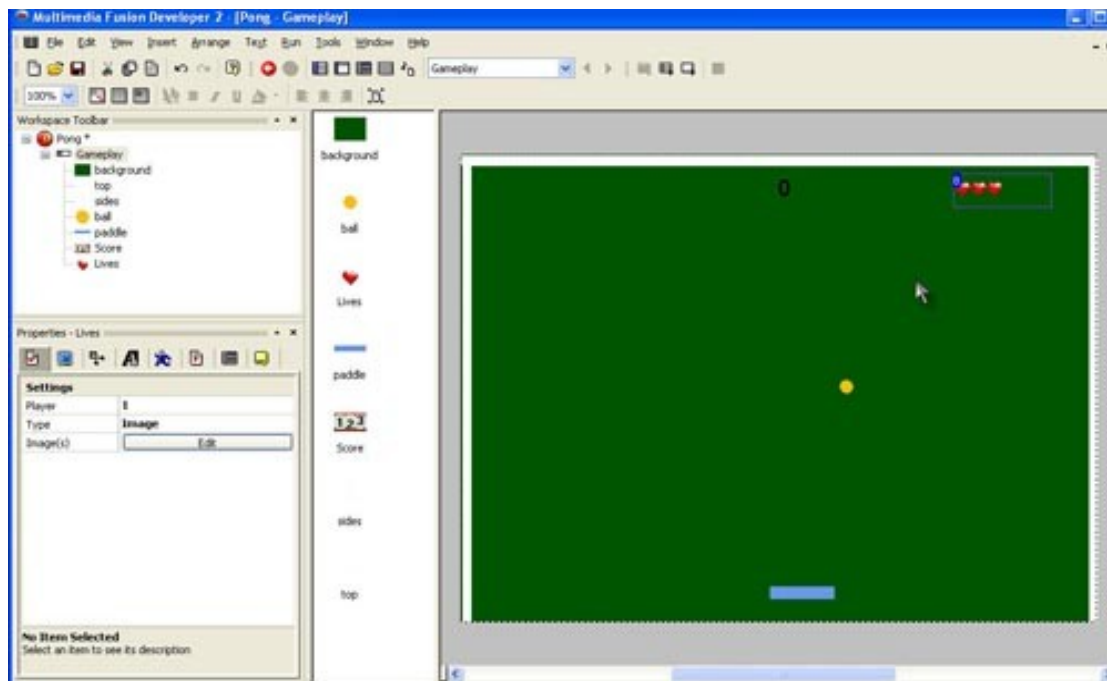 Multimedia Fusion Developer 2 - [Pong - Gameplay]
File Edit View Insert Arrange Text Run Tools Window Help
Gameplay
100%
Workspace Toolbar
Pong *
Gameplay
background
top
sides
ball
paddle
Score
Lives
Properties - Lives
Settings
Player 1
Type Image
Image(s) Edit
No Item Selected
Select an item to see its description
background
ball
Lives
paddle
123
Score
sides
top
0